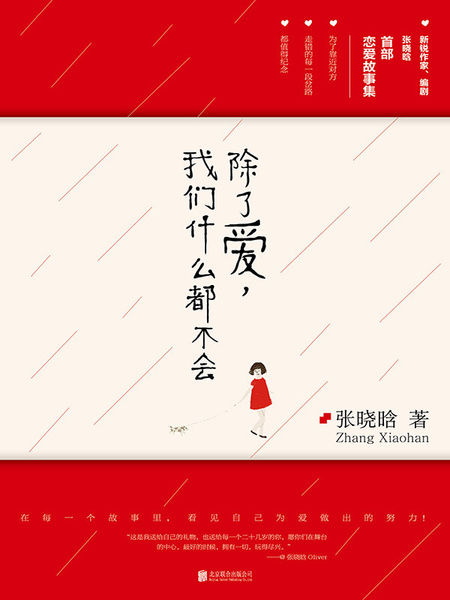 新锐作家、编剧
张晓晗
首部
恋爱故事集
为了靠近对方
走错的每一段岔路
都值得纪念
除了爱,
我们什么都不会
张晓晗 著
Zhang Xiaohan
在每一个故事里,看见自己为爱做出的努力!
“这是我送给自己的礼物,也送给每一个二十几岁的你,愿你们在舞台
的中心,最好的时候,拥有一切,玩得尽兴。”
——@ 张晓晗 Oliver
北京联合出版公司